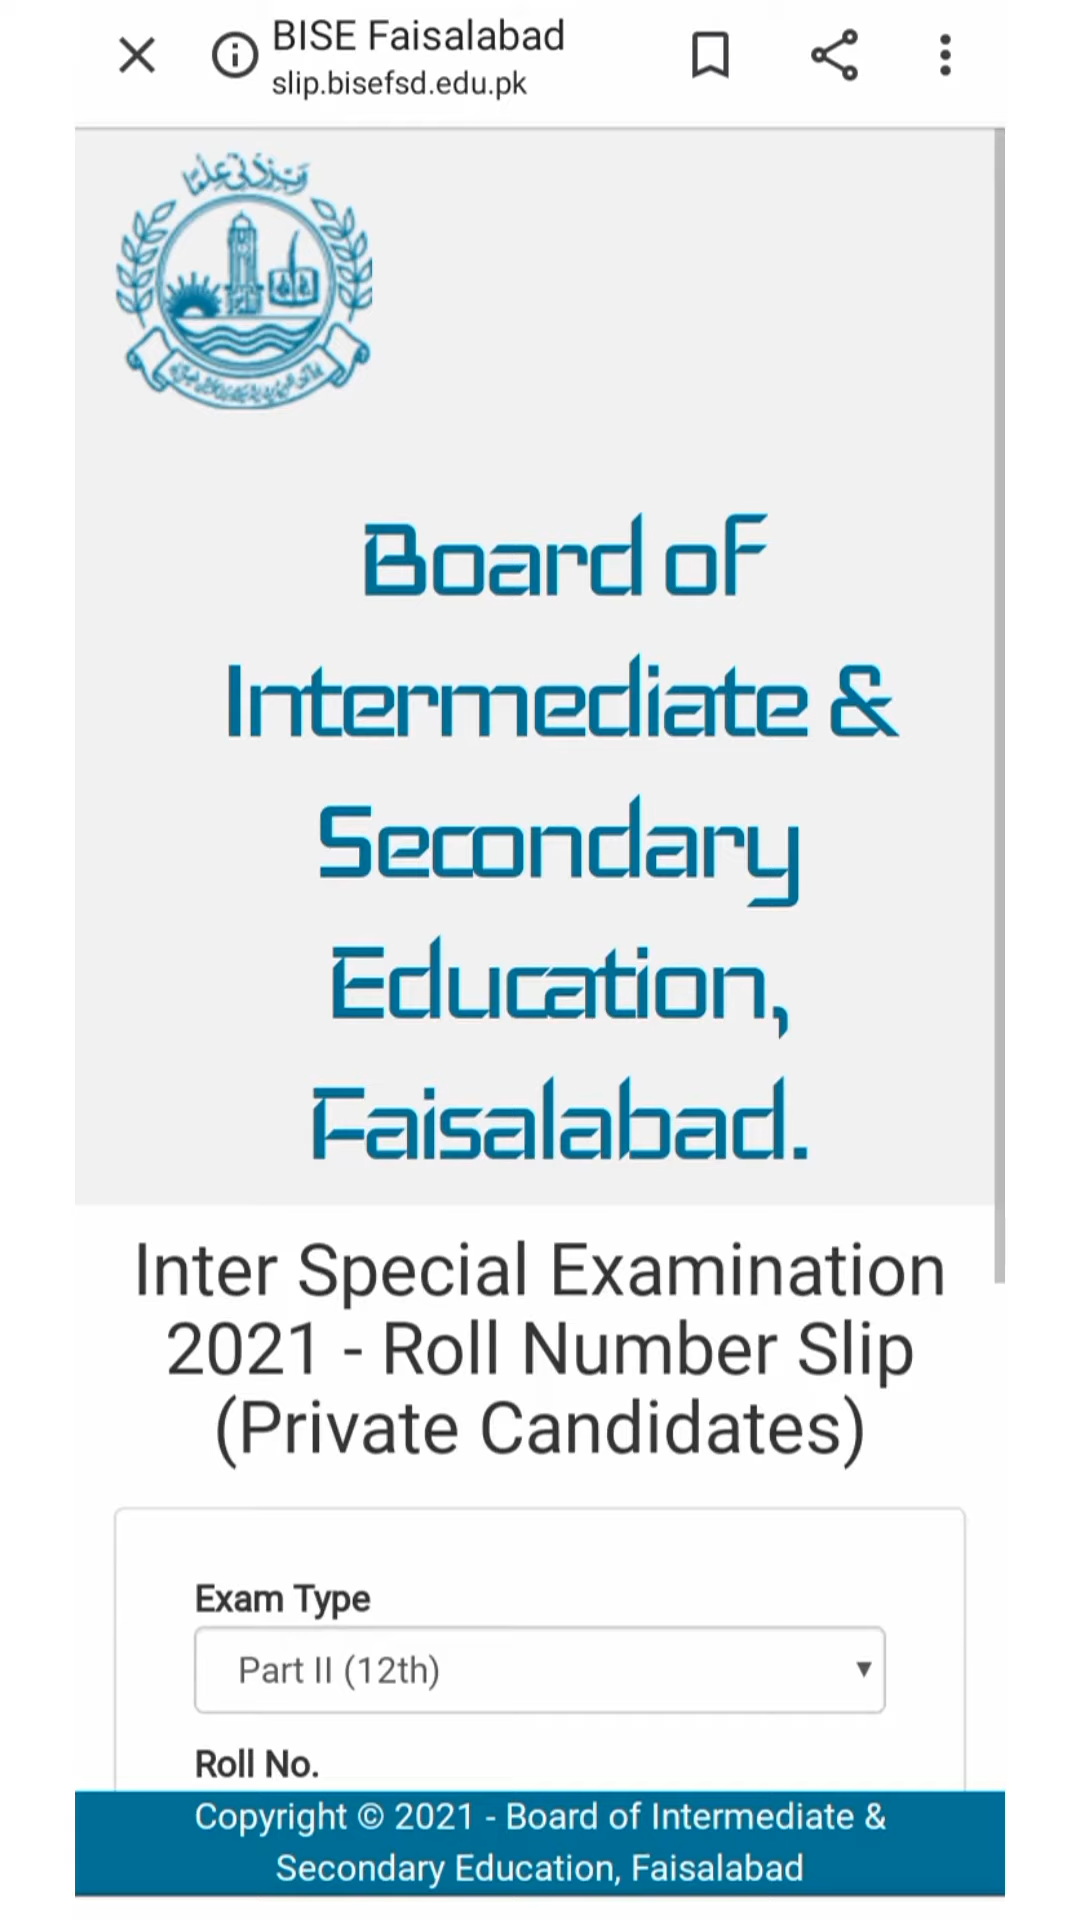 BISE Faisalabad
slip.bisefsd.edu.pk
Board of
Intermediate &
Secondary
Education,
Faisalabad.
Inter Special Examination
2021 - Roll Number Slip
(Private Candidates)
Exam Type
Part II (12th)
Roll No.
Copyright © 2021 - Board of Intermediate &
Secondary Education, Faisalabad